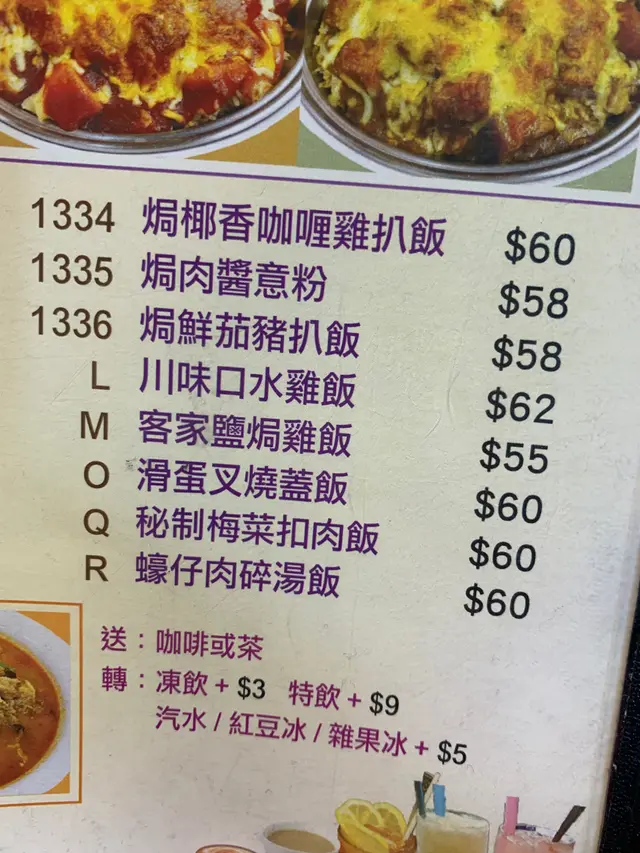 1334 焗椰香咖喱雞扒飯 $60
1335 焗肉醬意粉 $58
1336 焗鮮茄豬扒飯 $58
L 川味口水雞飯 $62
M 客家鹽焗雞飯 $55
O 滑蛋叉燒蓋飯 $60
Q 秘制梅菜扣肉飯 $60
R 蠔仔肉碎湯飯 $60
送：咖啡或茶
轉：凍飲+$3 特飲+$9
汽水/紅豆冰/雜果冰+$5